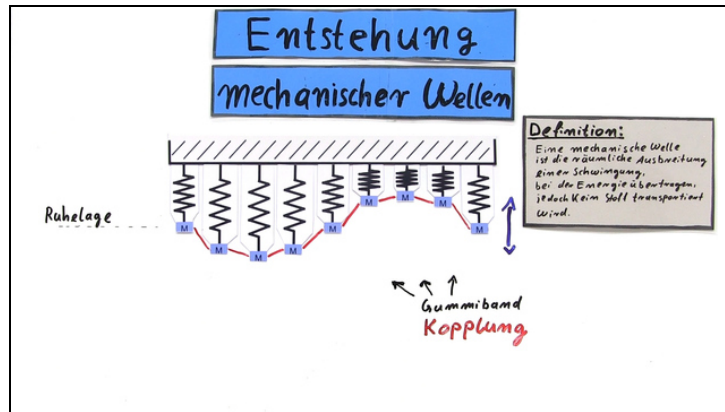 Entstehung
mechanischer Wellen
Definition:
Eine mechanische Welle
ist die räumliche Ausbreitung
einer Schwingung,
bei der Energie übertragen,
jedoch kein Stoff transportiert
wird.
Ruhelage
M M M M M M M M M
Gummiband
Kopplung